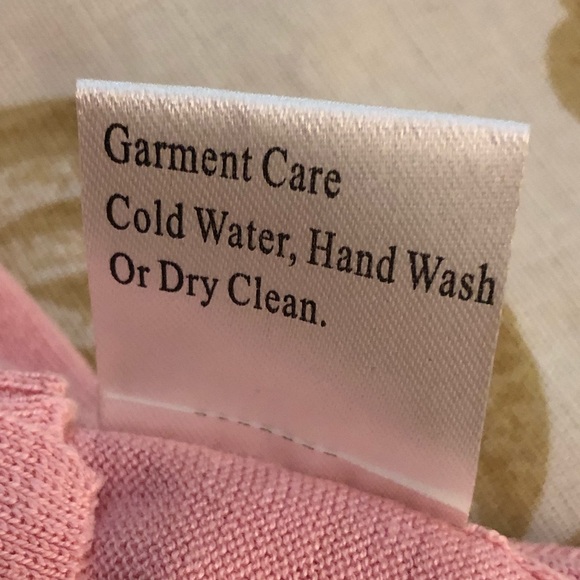 Garment Care
Cold Water, Hand Wash
Or Dry Clean.